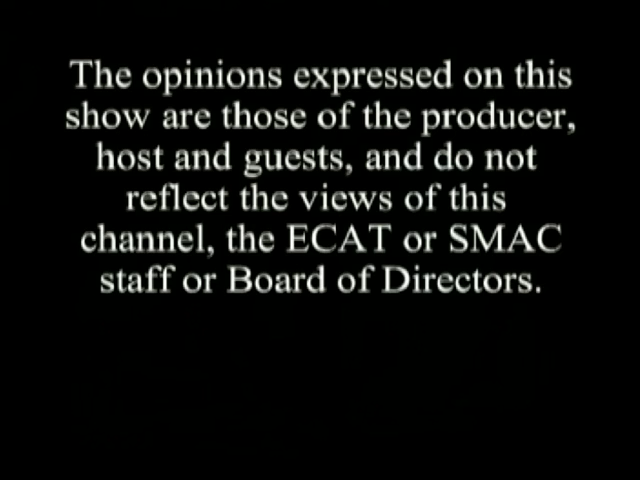 The opinions expressed on this
show are those of the producer,
host and guests, and do not
reflect the views of this
channel, the ECAT or SMAC
staff or Board of Directors.